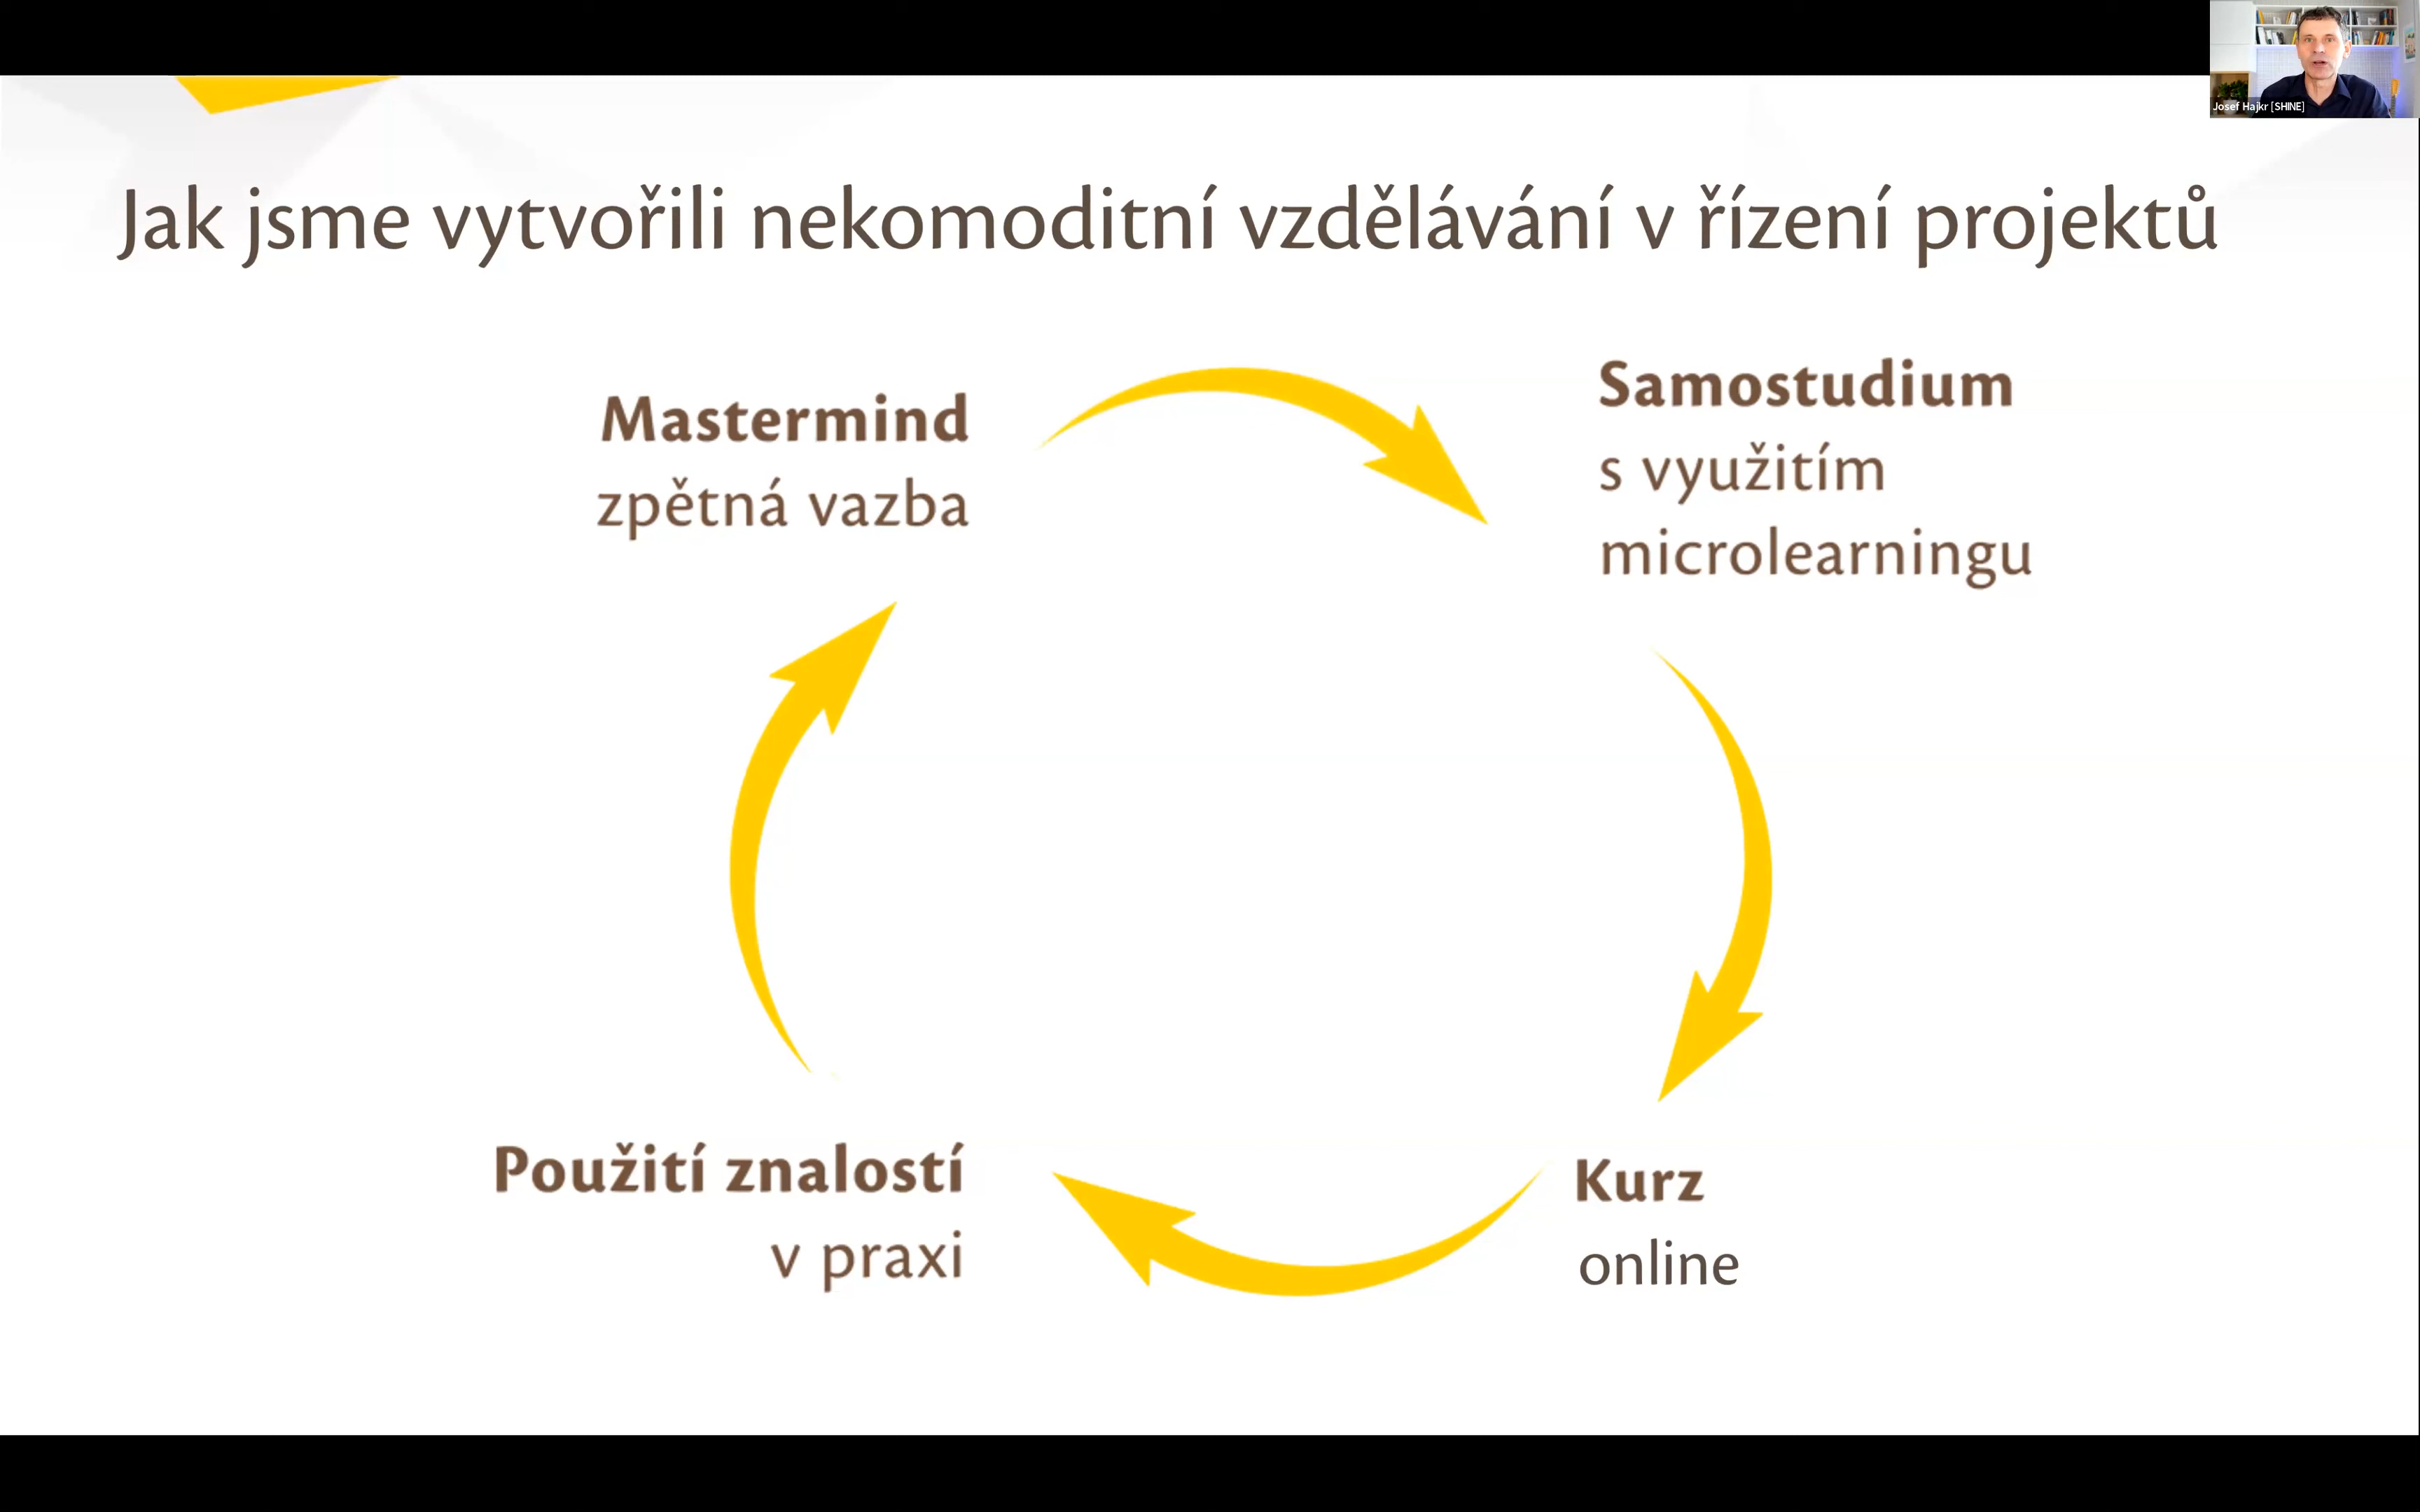 Josef Hajkr [SHINE]
Jak jsme vytvořili nekomoditní vzdělávání v řízení projektů
Mastermind
zpětná vazba
Samostudium
s využitím
microlearningu
Použití znalostí
v praxi
Kurz
online